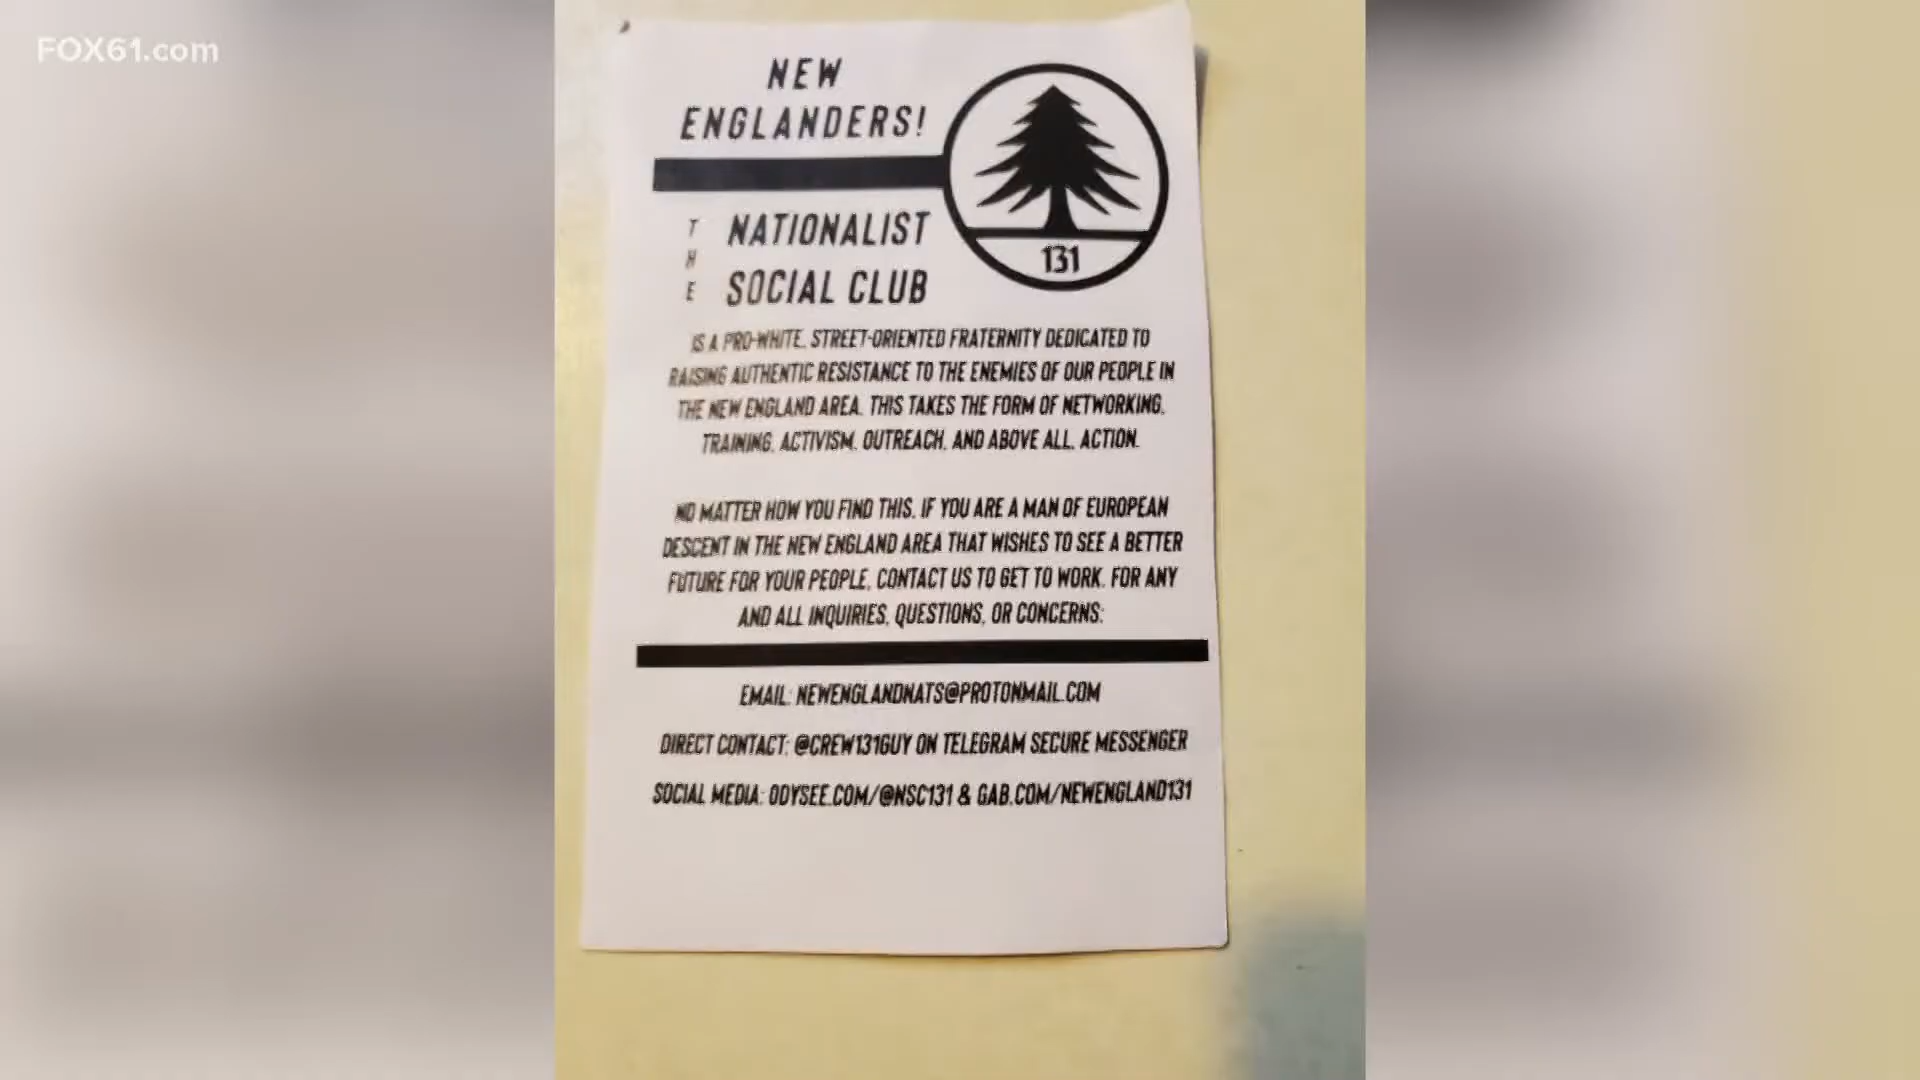 FOX61.com
NEW
ENGLANDERS!
131
THE
NATIONALIST
SOCIAL CLUB
IS A PRO-WHITE, STREET-ORIENTED FRATERNITY DEDICATED TO
RAISING AUTHENTIC RESISTANCE TO THE ENEMIES OF OUR PEOPLE IN
THE NEW ENGLAND AREA. THIS TAKES THE FORM OF NETWORKING,
TRAINING, ACTIVISM, OUTREACH, AND ABOVE ALL, ACTION.
NO MATTER HOW YOU FIND THIS, IF YOU ARE A MAN OF EUROPEAN
DESCENT IN THE NEW ENGLAND AREA THAT WISHES TO SEE A BETTER
FUTURE FOR YOUR PEOPLE, CONTACT US TO GET TO WORK. FOR ANY
AND ALL INQUIRIES, QUESTIONS, OR CONCERNS:
EMAIL: NEWENGLANDNATS@PROTONMAIL.COM
DIRECT CONTACT: @CREW131GUY ON TELEGRAM SECURE MESSENGER
SOCIAL MEDIA: ODYSEE.COM/@NSC131 & GAB.COM/NEWENGLAND131